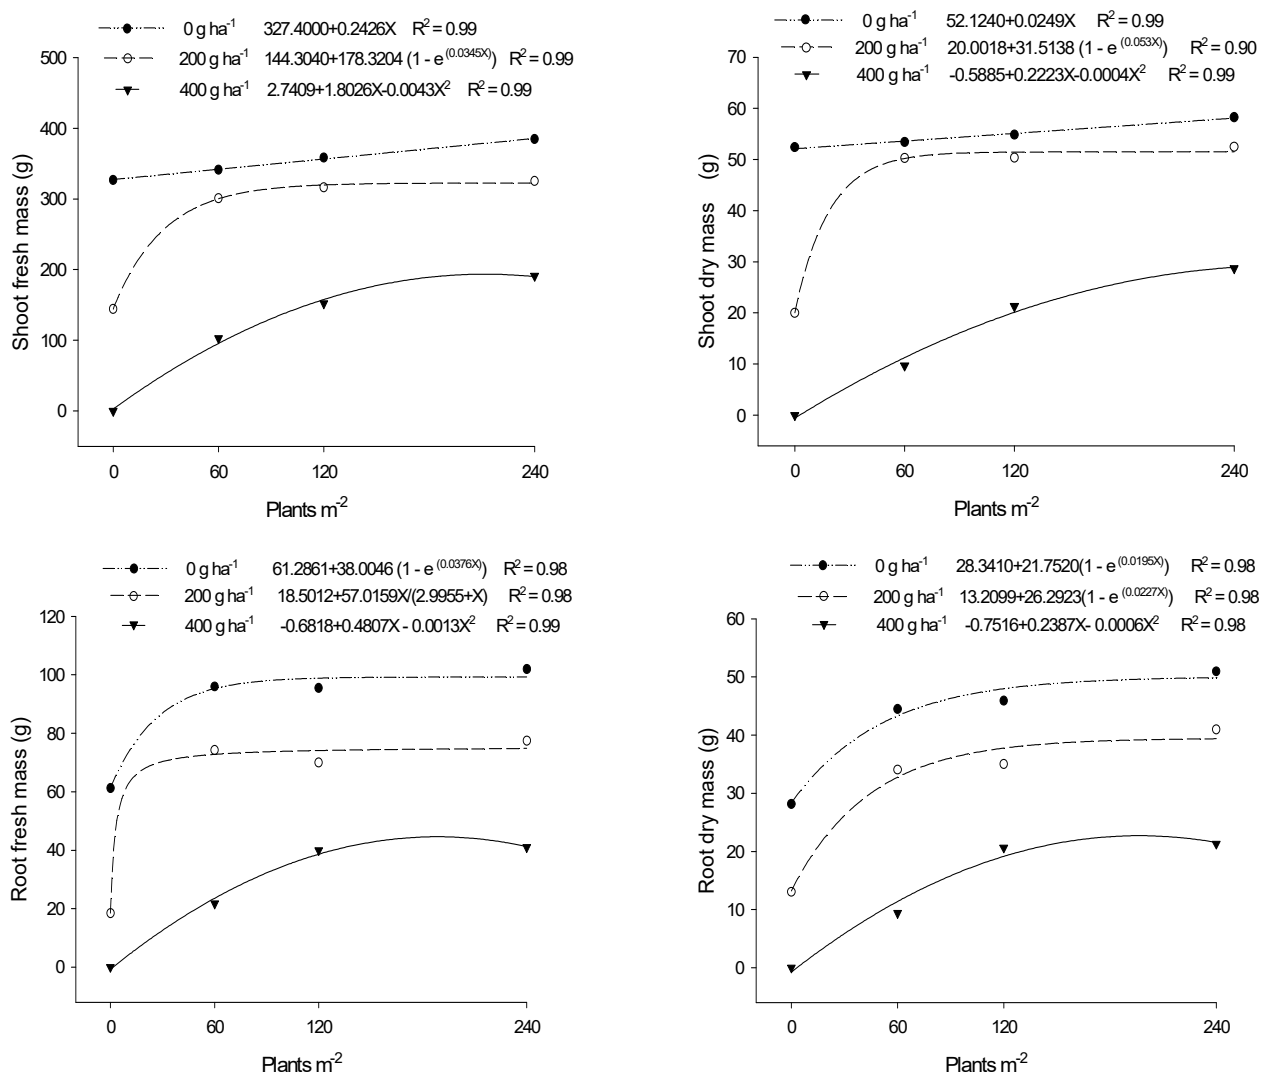 0 g ha-1 327.4000+0.2426X R2 = 0.99
200 g ha-1 144.3040+178.3204 (1 - e(0.0345X)) R2 = 0.99
400 g ha-1 2.7409+1.8026X-0.0043X2 R2 = 0.99
500
400
300
200
100
0
Shoot fresh mass (g)
0 60 120 240
Plants m-2
0 g ha-1 52.1240+0.0249X R2 = 0.99
200 g ha-1 20.0018+31.5138 (1 - e(0.053X)) R2 = 0.90
400 g ha-1 -0.5885+0.2223X-0.0004X2 R2 = 0.99
70
60
50
40
30
20
10
0
Shoot dry mass (g)
0 60 120 240
Plants m-2
0 g ha-1 61.2861+38.0046 (1 - e(0.0376X)) R2 = 0.98
200 g ha-1 18.5012+57.0159X/(2.9955+X) R2 = 0.98
400 g ha-1 -0.6818+0.4807X - 0.0013X2 R2 = 0.99
120
100
80
60
40
20
0
Root fresh mass (g)
0 60 120 240
Plants m-2
0 g ha-1 28.3410+21.7520(1 - e(0.0195X)) R2 = 0.98
200 g ha-1 13.2099+26.2923(1 - e(0.0227X)) R2 = 0.98
400 g ha-1 -0.7516+0.2387X- 0.0006X2 R2 = 0.98
60
50
40
30
20
10
0
Root dry mass (g)
0 60 120 240
Plants m-2